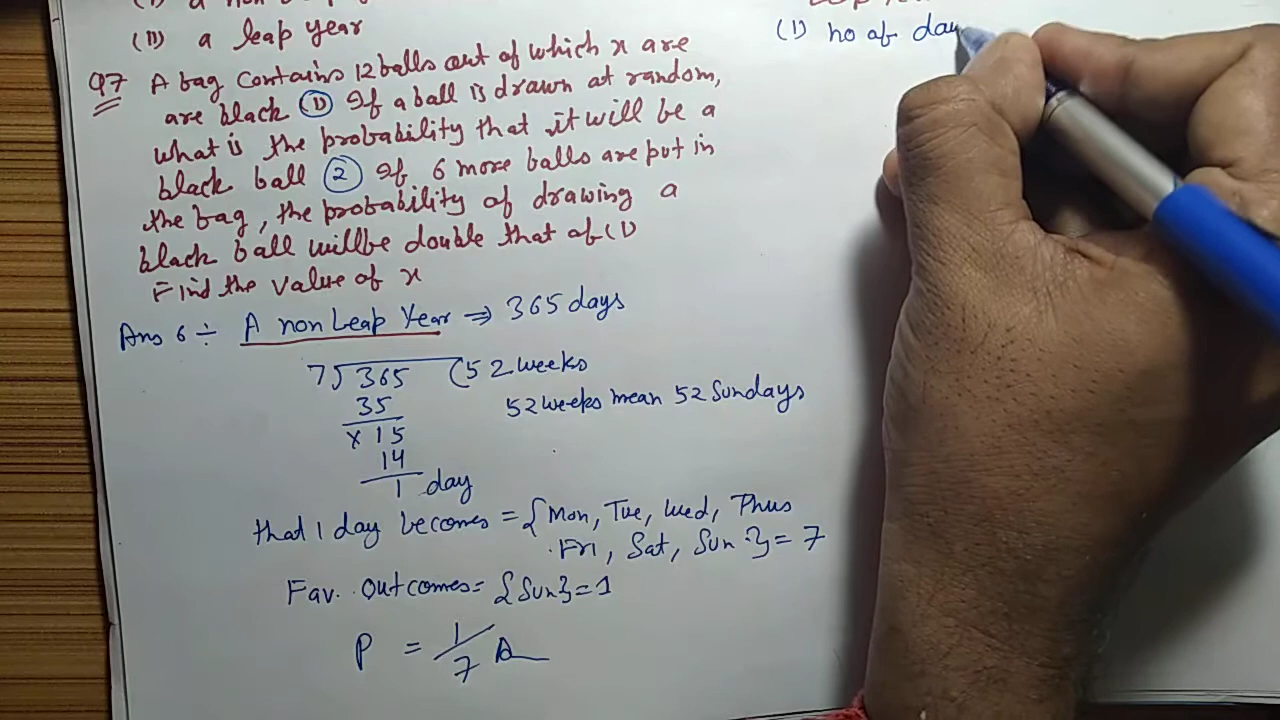 (II) a leap year
Q7 A bag contains 12 balls out of which x are
are black (1) If a ball is drawn at random,
what is the probability that it will be a
black ball (2) If 6 more balls are put in
the bag, the probability of drawing a
black ball will be double that of (1)
Find the value of x
Ans 6 ÷ A non Leap Year ⇒ 365 days
7) 365 (52 weeks
35
x 15
14
1 day
52 weeks mean 52 Sundays
that 1 day becomes = {Mon, Tue, Wed, Thus
Fri, Sat, Sun} = 7
Fav. Outcomes = {Sun} = 1
P = 1/7
(1) no of day